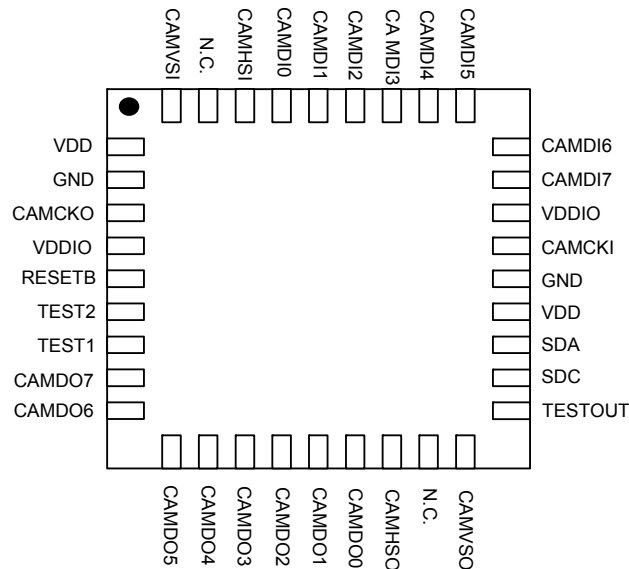 CAMVSI
N.C.
CAMHSI
CAMDI0
CAMDI1
CAMDI2
CA MDI3
CAMDI4
CAMDI5
VDD
GND
CAMCKO
VDDIO
RESETB
TEST2
TEST1
CAMDO7
CAMDO6
CAMDI6
CAMDI7
VDDIO
CAMCKI
GND
VDD
SDA
SDC
TESTOUT
CAMDO5
CAMDO4
CAMDO3
CAMDO2
CAMDO1
CAMDO0
CAMHSO
N.C.
CAMVSO